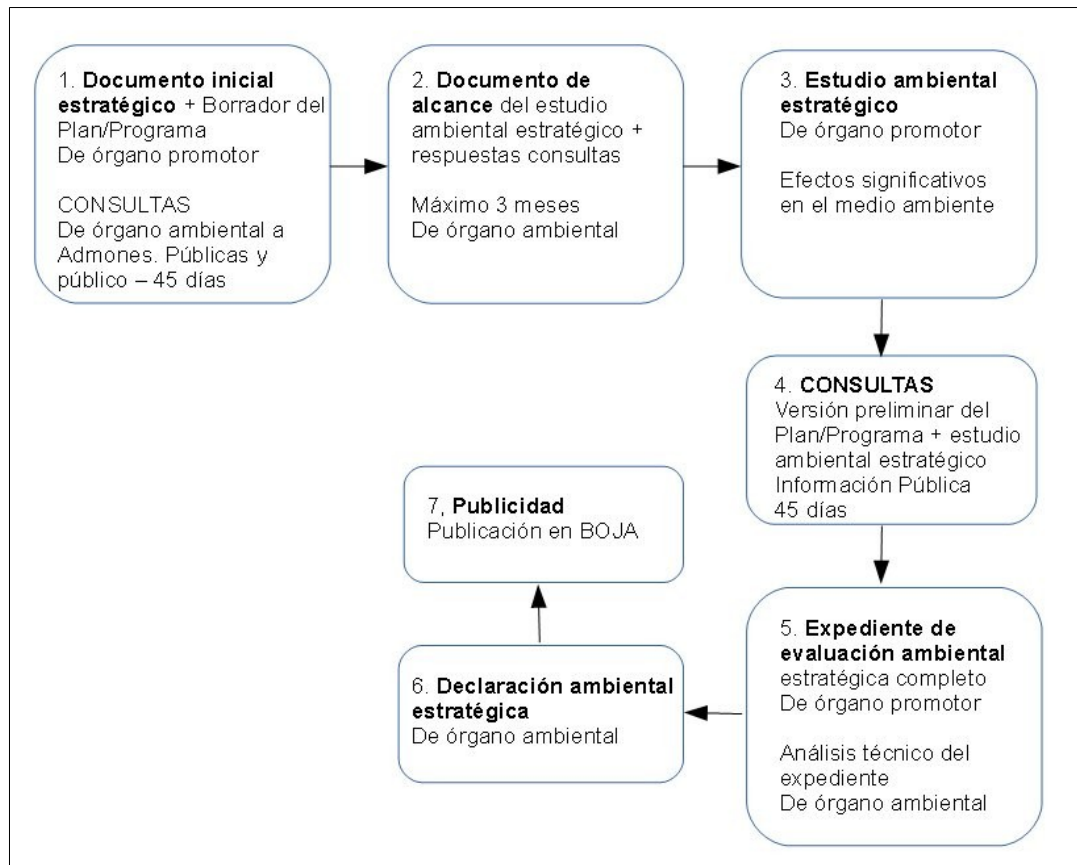 1. Documento inicial
estratégico + Borrador del
Plan/Programa
De órgano promotor
CONSULTAS
De órgano ambiental a
Admones. Públicas y
público – 45 días
2. Documento de
alcance del estudio
ambiental estratégico +
respuestas consultas
Máximo 3 meses
De órgano ambiental
3. Estudio ambiental
estratégico
De órgano promotor
Efectos significativos
en el medio ambiente
4. CONSULTAS
Versión preliminar del
Plan/Programa + estudio
ambiental estratégico
Información Pública
45 días
5. Expediente de
evaluación ambiental
estratégica completo
De órgano promotor
Análisis técnico del
expediente
De órgano ambiental
6. Declaración ambiental
estratégica
De órgano ambiental
7, Publicidad
Publicación en BOJA